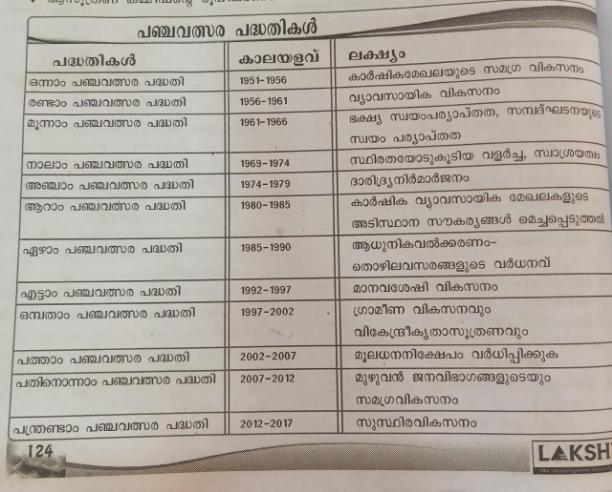 പഞ്ചവത്സര പദ്ധതികൾ
പദ്ധതികൾ കാലയളവ് ലക്ഷ്യം
ഒന്നാം പഞ്ചവത്സര പദ്ധതി 1951-1956 കാർഷികമേഖലയുടെ സമഗ്ര വികസനം
രണ്ടാം പഞ്ചവത്സര പദ്ധതി 1956-1961 വ്യാവസായിക വികസനം
മൂന്നാം പഞ്ചവത്സര പദ്ധതി 1961-1966 ഭക്ഷ്യ സ്വയംപര്യാപ്തത, സമ്പദ്ഘടനയുടെ
സ്വയം പര്യാപ്തത
നാലാം പഞ്ചവത്സര പദ്ധതി 1969-1974 സ്ഥിരതയോടുകൂടിയ വളർച്ച, സ്വാശ്രയത്വം
അഞ്ചാം പഞ്ചവത്സര പദ്ധതി 1974-1979 ദാരിദ്ര്യനിർമാർജനം
ആറാം പഞ്ചവത്സര പദ്ധതി 1980-1985 കാർഷിക വ്യാവസായിക മേഖലകളുടെ
അടിസ്ഥാന സൗകര്യങ്ങൾ മെച്ചപ്പെടുത്തൽ
ഏഴാം പഞ്ചവത്സര പദ്ധതി 1985-1990 ആധുനികവൽക്കരണം-
തൊഴിലവസരങ്ങളുടെ വർധനവ്
എട്ടാം പഞ്ചവത്സര പദ്ധതി 1992-1997 മാനവശേഷി വികസനം
ഒമ്പതാം പഞ്ചവത്സര പദ്ധതി 1997-2002 ഗ്രാമീണ വികസനവും
വികേന്ദ്രീകൃതാസൂത്രണവും
പത്താം പഞ്ചവത്സര പദ്ധതി 2002-2007 മൂലധനനിക്ഷേപം വർധിപ്പിക്കുക
പതിനൊന്നാം പഞ്ചവത്സര പദ്ധതി 2007-2012 മുഴുവൻ ജനവിഭാഗങ്ങളുടെയും
സമഗ്രവികസനം
പന്ത്രണ്ടാം പഞ്ചവത്സര പദ്ധതി 2012-2017 സുസ്ഥിരവികസനം
124 LAKSH